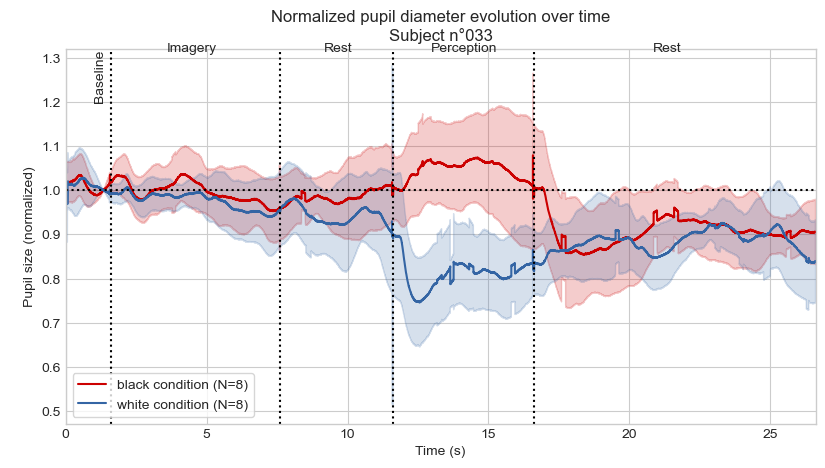 Normalized pupil diameter evolution over time
Subject n°033
Imagery
Rest
Perception
Rest
Baseline
1.3
1.2
1.1
1.0
0.9
0.8
0.7
0.6
0.5
Pupil size (normalized)
black condition (N=8)
white condition (N=8)
0
5
10
15
20
25
Time (s)